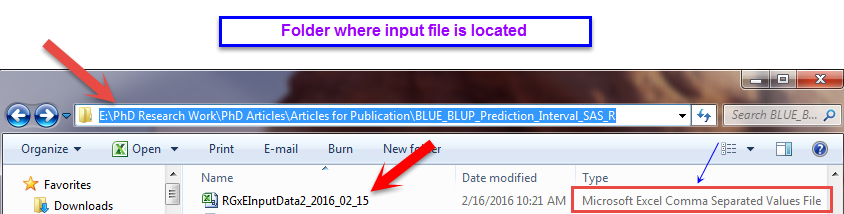 Folder where input file is located
E:\PhD Research Work\PhD Articles\Articles for Publication\BLUE_BLUP_Prediction_Interval_SAS_R
Search BLUE_B...
Organize Open Print E-mail Burn New folder
Name Date modified Type
Favorites
RGxEInputData2_2016_02_15 2/16/2016 10:21 AM Microsoft Excel Comma Separated Values File
Downloads